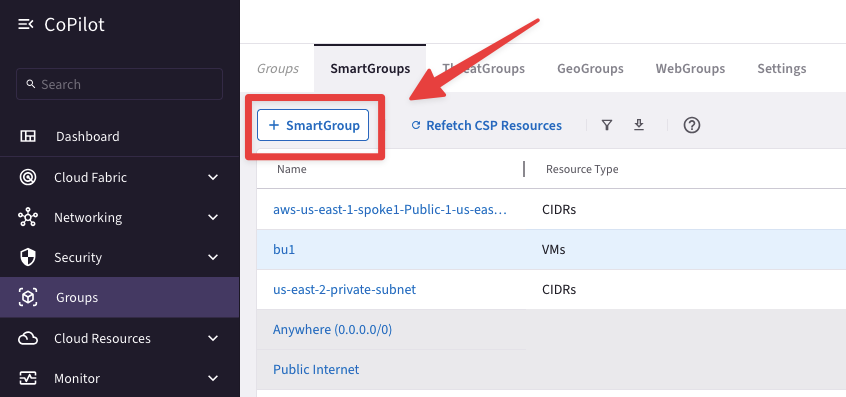 CoPilot
Search
Dashboard
Cloud Fabric
Networking
Security
Groups
Cloud Resources
Monitor
Groups SmartGroups ThreatGroups GeoGroups WebGroups Settings
+ SmartGroup Refetch CSP Resources ?
Name Resource Type
aws-us-east-1-spoke1-Public-1-us-eas... CIDRs
bu1 VMs
us-east-2-private-subnet CIDRs
Anywhere (0.0.0.0/0)
Public Internet